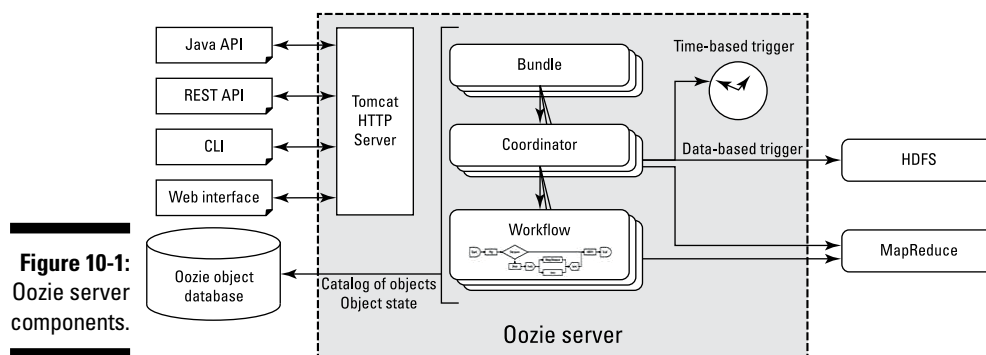 Java API
REST API
CLI
Web interface
Oozie object
database
Tomcat
HTTP
Server
Bundle
Coordinator
Workflow
Time-based trigger
Data-based trigger
HDFS
MapReduce
Catalog of objects
Object state
Oozie server
Figure 10-1:
Oozie server
components.